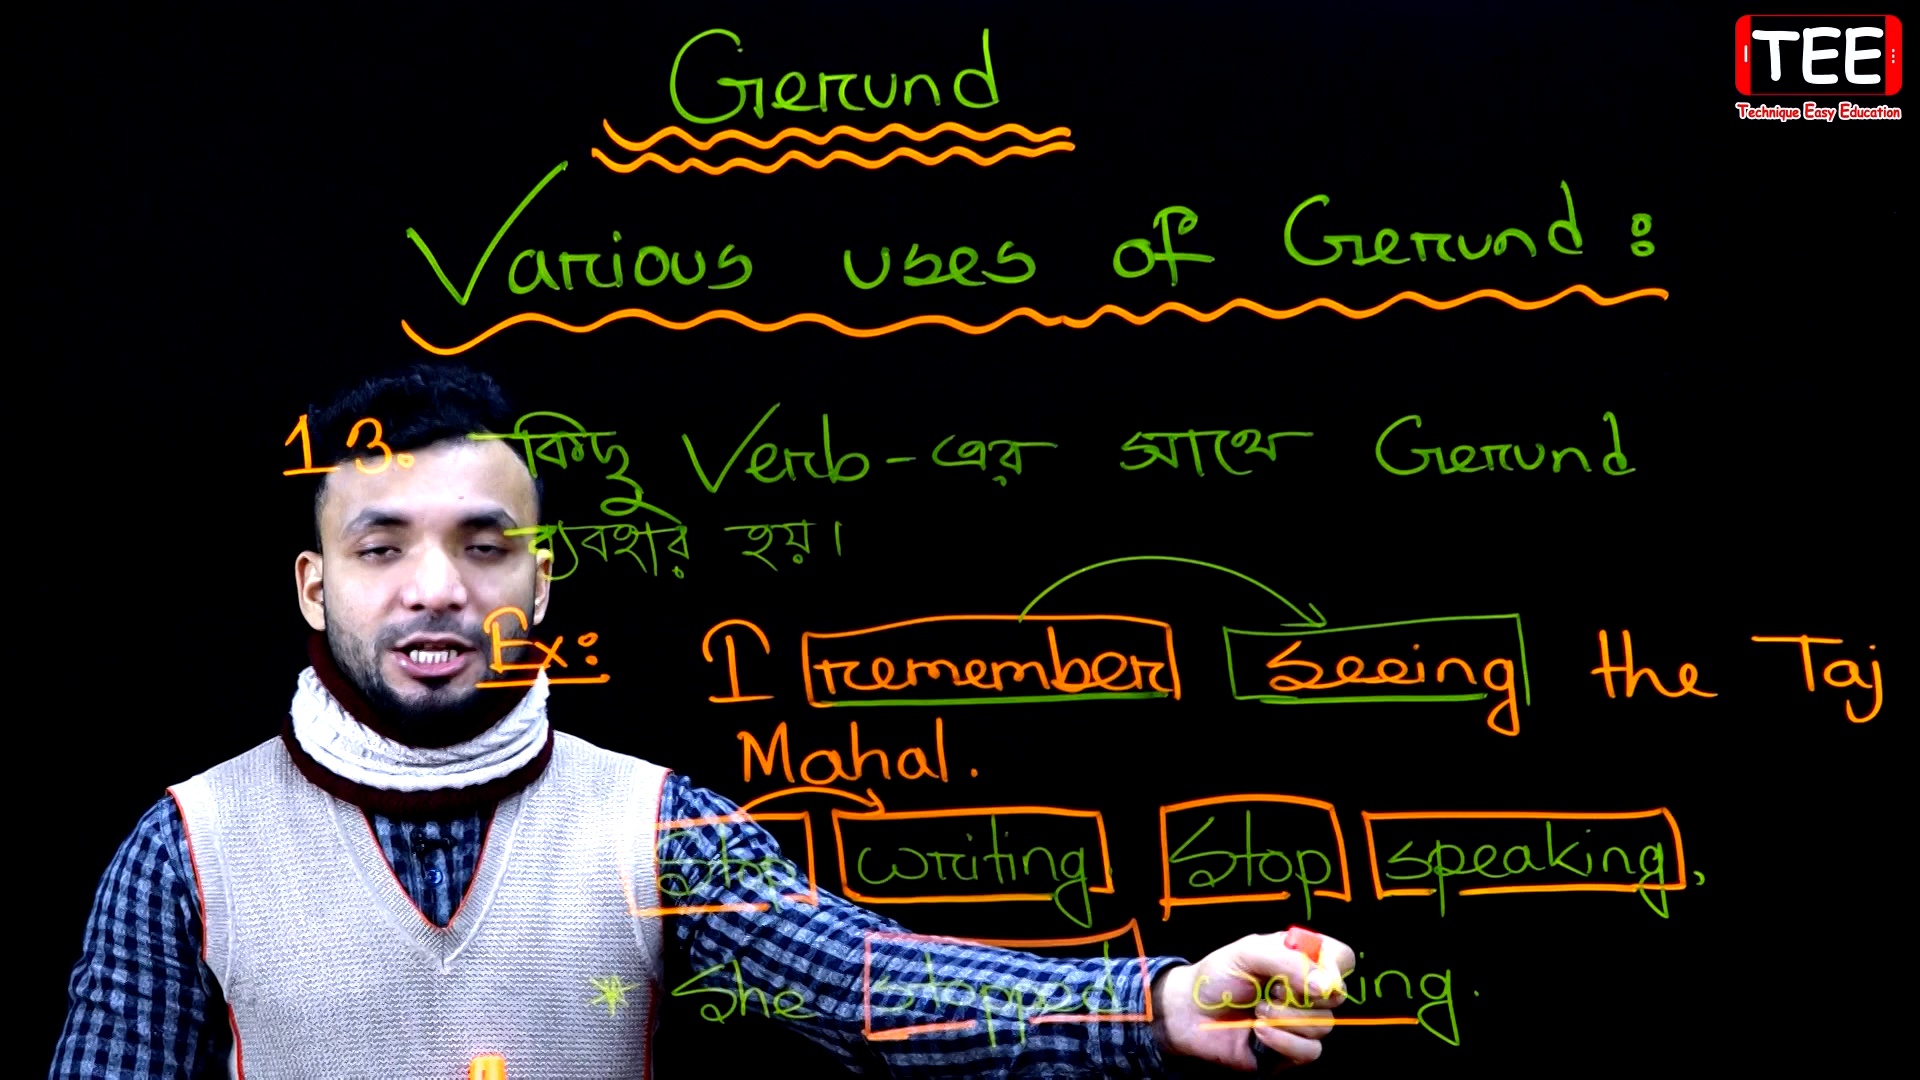 TEE
Technique Easy Education
Gerund
Various uses of Gerund :
13. কিছু Verb-এর সাথে Gerund
ব্যবহার হয়।
Ex: I remember seeing the Taj
Mahal.
Stop writing. Stop speaking,
* She stopped walking.